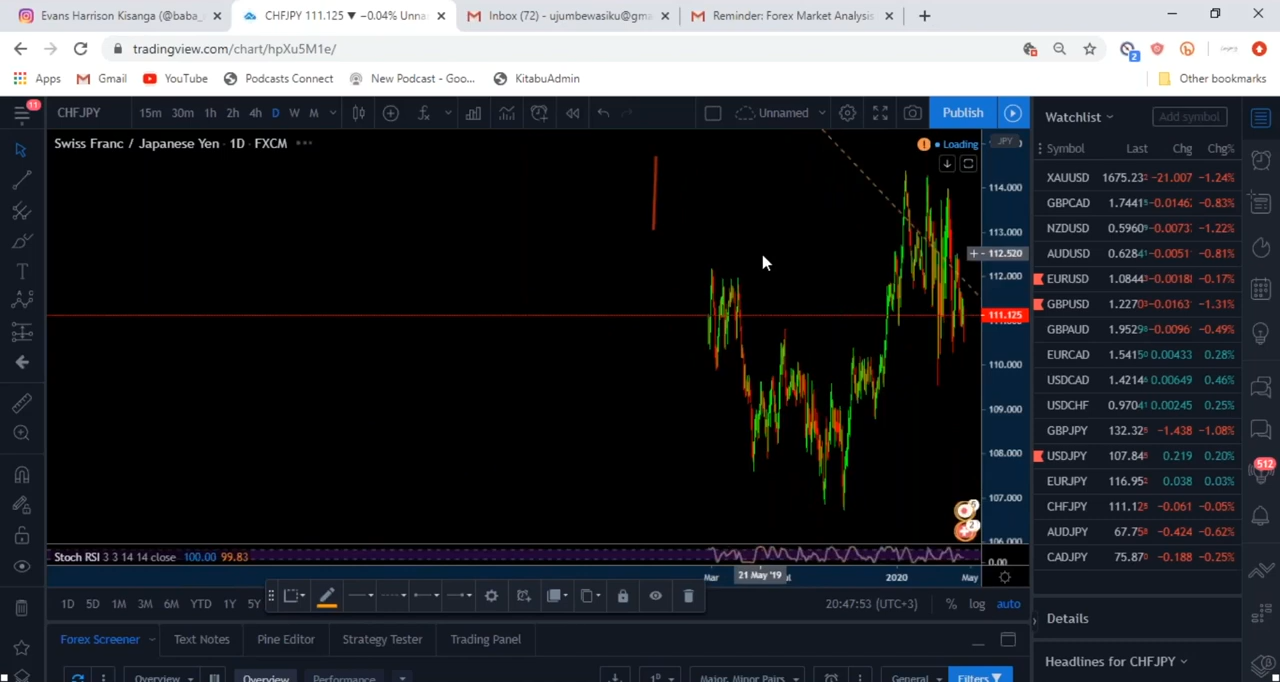 Evans Harrison Kisanga (@baba_
CHFJPY 111.125 ▼ −0.04% Unna
Inbox (72) - ujumbewasiku@gma
Reminder: Forex Market Analysis
tradingview.com/chart/hpXu5M1e/
2
Apps
Gmail
YouTube
Podcasts Connect
New Podcast - Goo...
KitabuAdmin
Other bookmarks
11
CHFJPY
15m 30m 1h 2h 4h D W M
Unnamed
Publish
Watchlist
Add symbol
Swiss Franc / Japanese Yen · 1D · FXCM
Loading
JPY
Symbol Last Chg Chg%
XAUUSD 1675.23 −21.007 −1.24%
GBPCAD 1.7441 −0.0146 −0.83%
NZDUSD 0.5960 −0.0073 −1.22%
AUDUSD 0.6284 −0.0051 −0.81%
EURUSD 1.0844 −0.0018 −0.17%
GBPUSD 1.2270 −0.0163 −1.31%
GBPAUD 1.9529 −0.0096 −0.49%
EURCAD 1.5415 0.00433 0.28%
USDCAD 1.4214 0.00649 0.46%
USDCHF 0.9704 0.00245 0.25%
GBPJPY 132.32 −1.438 −1.08%
USDJPY 107.84 0.219 0.20%
EURJPY 116.95 0.038 0.03%
CHFJPY 111.12 −0.061 −0.05%
AUDJPY 67.75 −0.424 −0.62%
CADJPY 75.87 −0.188 −0.25%
114.000
113.000
112.520
112.000
111.125
110.000
109.000
108.000
107.000
106.000
512
Stoch RSI 3 3 14 14 close 100.00 99.83
0.00
Mar
21 May '19
2020
May
1D 5D 1M 3M 6M YTD 1Y 5Y
20:47:53 (UTC+3)
% log auto
Details
Forex Screener
Text Notes
Pine Editor
Strategy Tester
Trading Panel
Headlines for CHFJPY
Overview
Overview
Performance
Major, Minor Pairs
General
Filters